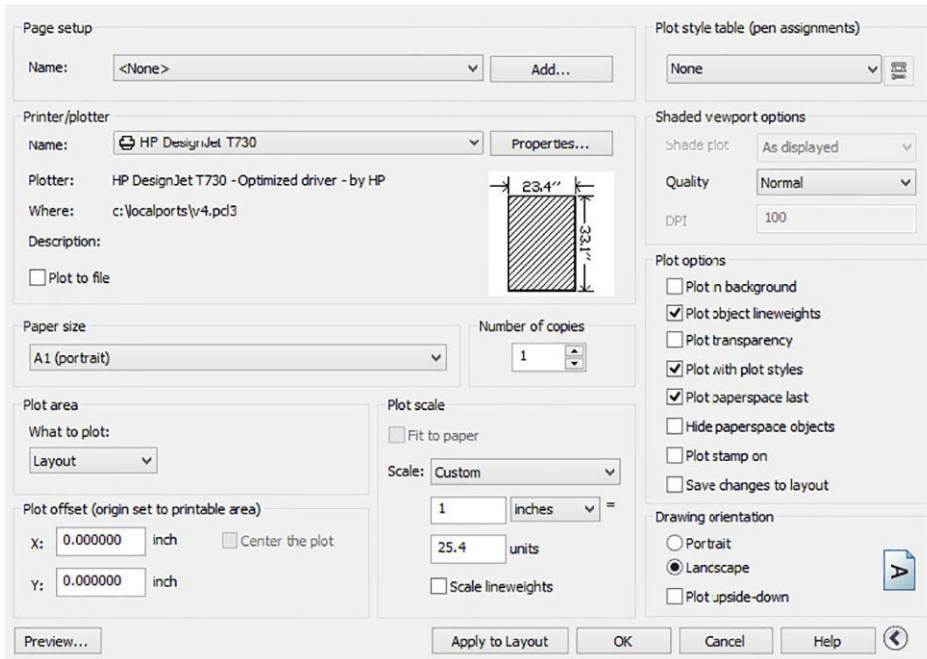 Page setup
Name: <None> Add...
Printer/plotter
Name: HP DesignJet T730 Properties...
Plotter: HP DesignJet T730 - Optimized driver - by HP
Where: c:\localports\v4.pcl3
Description:
Plot to file
23.4"
33.1"
Paper size
A1 (portrait)
Number of copies
1
Plot area
What to plot:
Layout
Plot offset (origin set to printable area)
X: 0.000000 inch Center the plot
Y: 0.000000 inch
Plot scale
Fit to paper
Scale: Custom
1 inches =
25.4 units
Scale lineweights
Plot style table (pen assignments)
None
Shaded viewport options
Shade plot As displayed
Quality Normal
DPI 100
Plot options
Plot in background
Plot object lineweights
Plot transparency
Plot with plot styles
Plot paperspace last
Hide paperspace objects
Plot stamp on
Save changes to layout
Drawing orientation
Portrait
Landscape
Plot upside-down
A
Preview... Apply to Layout OK Cancel Help